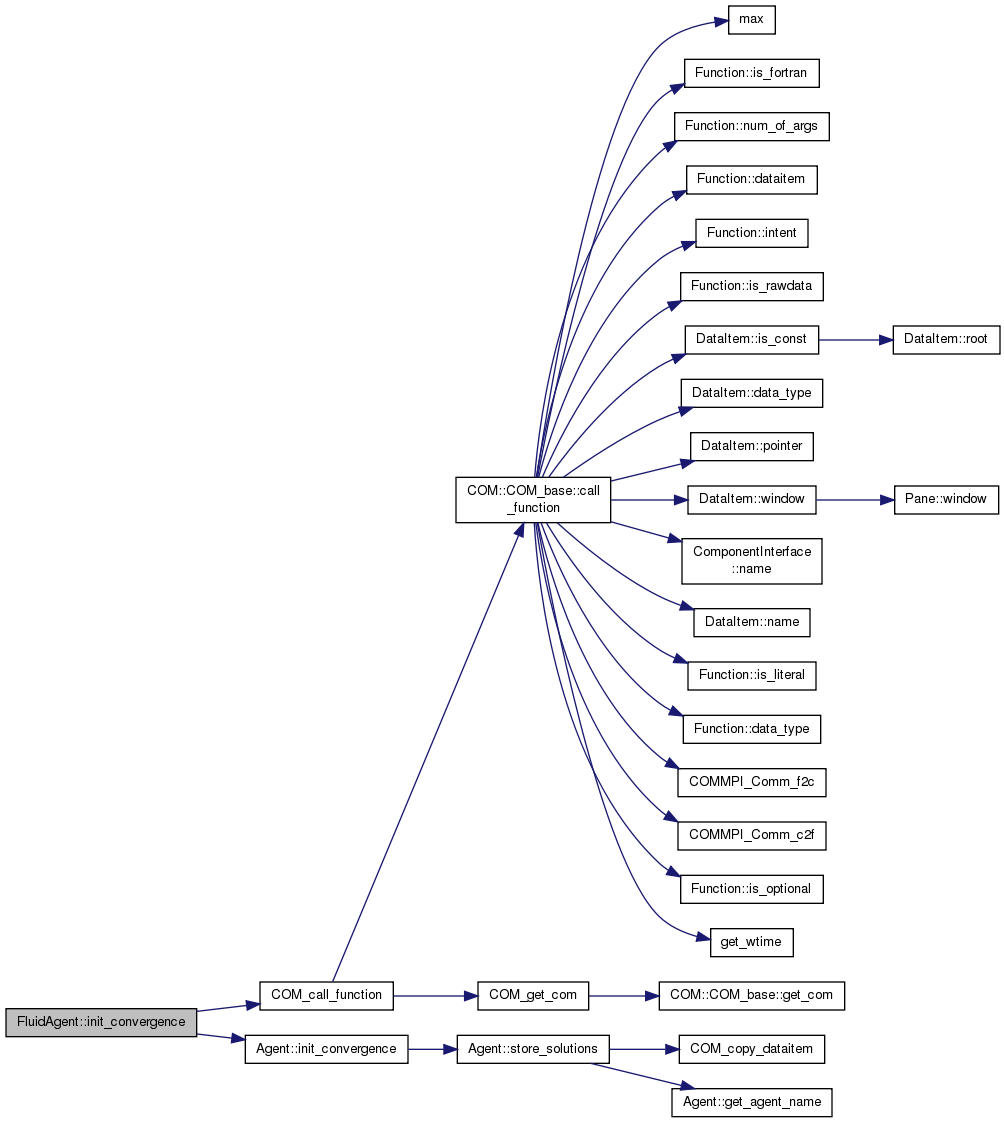 max
Function::is_fortran
Function::num_of_args
Function::dataitem
Function::intent
Function::is_rawdata
DataItem::is_const
DataItem::root
DataItem::data_type
DataItem::pointer
COM::COM_base::call
_function
DataItem::window
Pane::window
ComponentInterface
::name
DataItem::name
Function::is_literal
Function::data_type
COMMPI_Comm_f2c
COMMPI_Comm_c2f
Function::is_optional
get_wtime
COM_call_function
COM_get_com
COM::COM_base::get_com
FluidAgent::init_convergence
Agent::init_convergence
Agent::store_solutions
COM_copy_dataitem
Agent::get_agent_name